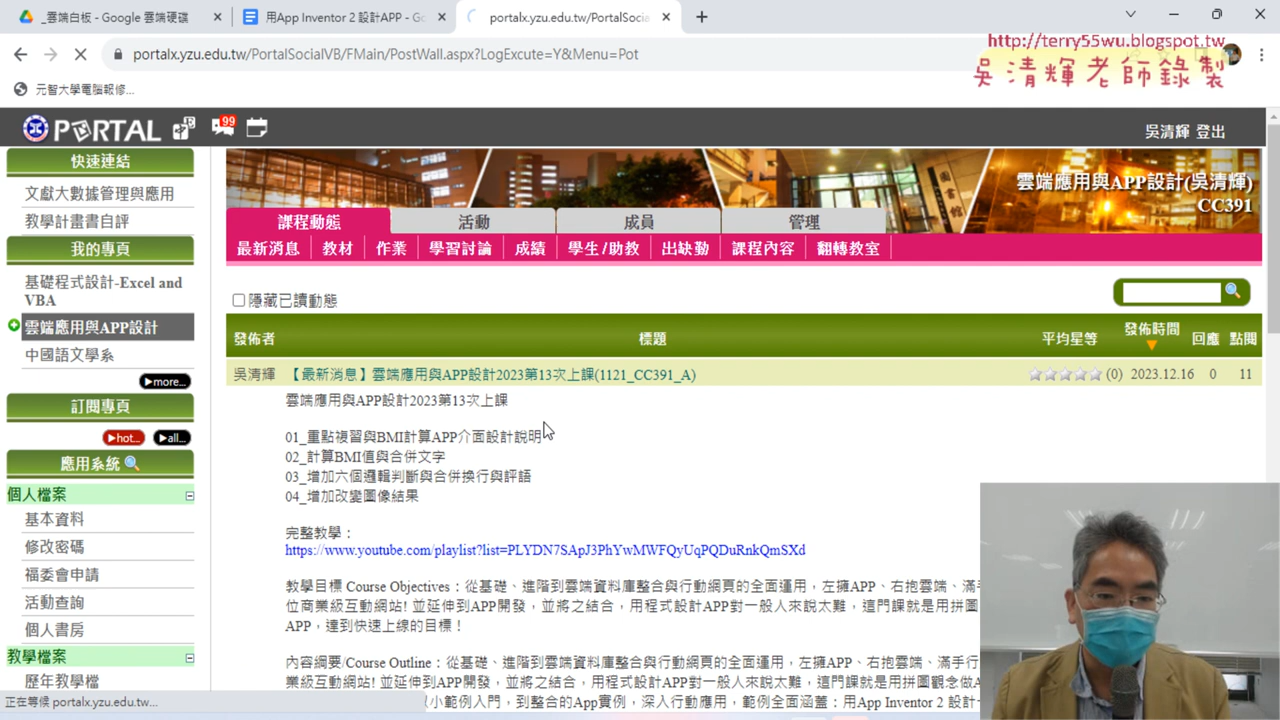 _雲端白板 - Google 雲端硬碟
用App Inventor 2 設計APP - Go
portalx.yzu.edu.tw/PortalSocia
portalx.yzu.edu.tw/PortalSocialVB/FMain/PostWall.aspx?LogExcute=Y&Menu=Pot
http://terry55wu.blogspot.tw
吳清輝老師錄製
元智大學電腦報修...
PORTAL
99
吳清輝 登出
快速連結
文獻大數據管理與應用
教學計畫書自評
我的專頁
基礎程式設計-Excel and
VBA
雲端應用與APP設計
中國語文學系
▶more...
訂閱專頁
▶hot...
▶all...
應用系統
個人檔案
基本資料
修改密碼
福委會申請
活動查詢
個人書房
教學檔案
歷年教學檔
正在等候 portalx.yzu.edu.tw...
圖書館
雲端應用與APP設計(吳清輝)
CC391
課程動態
活動
成員
管理
最新消息
教材
作業
學習討論
成績
學生/助教
出缺勤
課程內容
翻轉教室
隱藏已讀動態
發佈者
標題
平均星等
發佈時間
回應
點閱
吳清輝
【最新消息】雲端應用與APP設計2023第13次上課(1121_CC391_A)
(0)
2023.12.16
0
11
雲端應用與APP設計2023第13次上課
01_重點複習與BMI計算APP介面設計說明
02_計算BMI值與合併文字
03_增加六個邏輯判斷與合併換行與評語
04_增加改變圖像結果
完整教學：
https://www.youtube.com/playlist?list=PLYDN7SApJ3PhYwMWFQyUqPQDuRnkQmSXd
教學目標 Course Objectives：從基礎、進階到雲端資料庫整合與行動網頁的全面運用，左擁APP、右抱雲端、滿手
位商業級互動網站! 並延伸到APP開發，並將之結合，用程式設計APP對一般人來說太難，這門課就是用拼圖
APP，達到快速上線的目標！
內容綱要/Course Outline：從基礎、進階到雲端資料庫整合與行動網頁的全面運用，左擁APP、右抱雲端、滿手行
業級互動網站! 並延伸到APP開發，並將之結合，用程式設計APP對一般人來說太難，這門課就是用拼圖觀念做A
小範例入門，到整合的App實例，深入行動應用，範例全面涵蓋：用App Inventor 2 設計